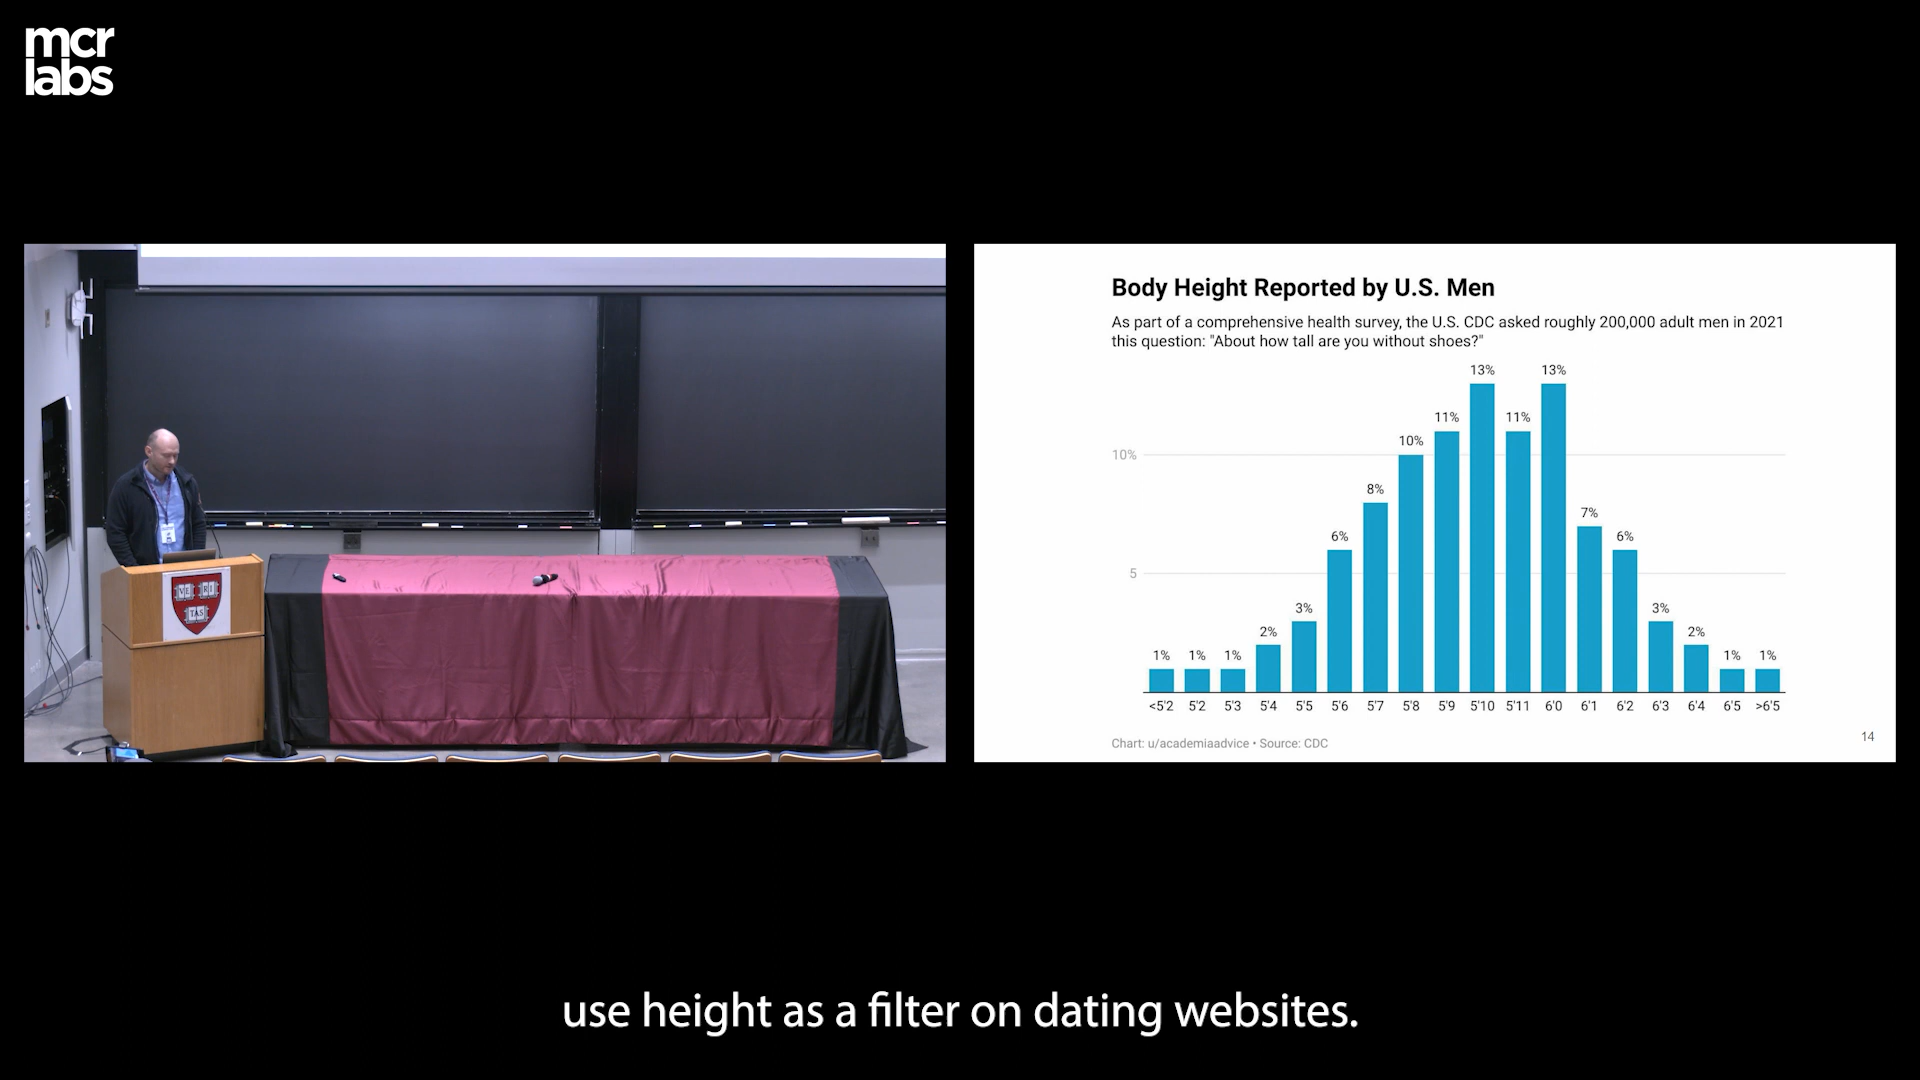 mcr
labs
VE RI
TAS
Body Height Reported by U.S. Men
As part of a comprehensive health survey, the U.S. CDC asked roughly 200,000 adult men in 2021
this question: "About how tall are you without shoes?"
13% 13%
11% 11%
10%
10%
8%
7%
6% 6%
5
3% 3%
2% 2%
1% 1% 1% 1% 1%
<5'2 5'2 5'3 5'4 5'5 5'6 5'7 5'8 5'9 5'10 5'11 6'0 6'1 6'2 6'3 6'4 6'5 >6'5
14
Chart: u/academiaadvice • Source: CDC
use height as a filter on dating websites.